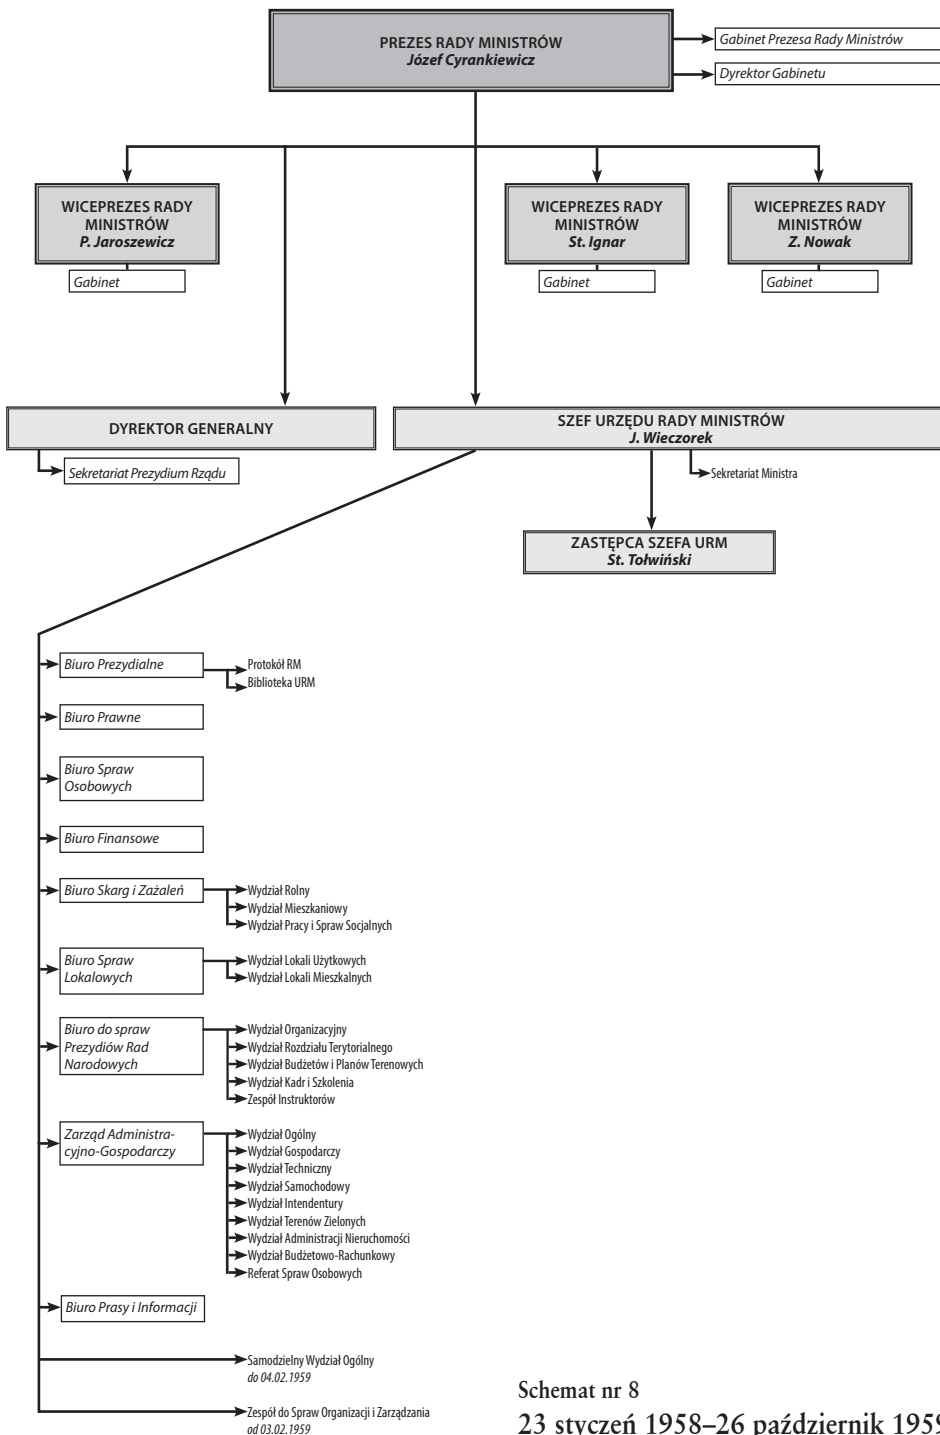 PREZES RADY MINISTRÓW
Józef Cyrankiewicz
Gabinet Prezesa Rady Ministrów
Dyrektor Gabinetu
WICEPREZES RADY
MINISTRÓW
P. Jaroszewicz
Gabinet
WICEPREZES RADY
MINISTRÓW
St. Ignar
Gabinet
WICEPREZES RADY
MINISTRÓW
Z. Nowak
Gabinet
DYREKTOR GENERALNY
Sekretariat Prezydium Rządu
SZEF URZĘDU RADY MINISTRÓW
J. Wieczorek
Sekretariat Ministra
ZASTĘPCA SZEFA URM
St. Tołwiński
Biuro Prezydialne
Protokół RM
Biblioteka URM
Biuro Prawne
Biuro Spraw
Osobowych
Biuro Finansowe
Biuro Skarg i Zażaleń
Wydział Rolny
Wydział Mieszkaniowy
Wydział Pracy i Spraw Socjalnych
Biuro Spraw
Lokalowych
Wydział Lokali Użytkowych
Wydział Lokali Mieszkalnych
Biuro do spraw
Prezydiów Rad
Narodowych
Wydział Organizacyjny
Wydział Rozdziału Terytorialnego
Wydział Budżetów i Planów Terenowych
Wydział Kadr i Szkolenia
Zespół Instruktorów
Zarząd Administra-
cyjno-Gospodarczy
Wydział Ogólny
Wydział Gospodarczy
Wydział Techniczny
Wydział Samochodowy
Wydział Intendentury
Wydział Terenów Zielonych
Wydział Administracji Nieruchomości
Wydział Budżetowo-Rachunkowy
Referat Spraw Osobowych
Biuro Prasy i Informacji
Samodzielny Wydział Ogólny
do 04.02.1959
Zespół do Spraw Organizacji i Zarządzania
od 03.02.1959
Schemat nr 8
23 styczeń 1958–26 październik 1959